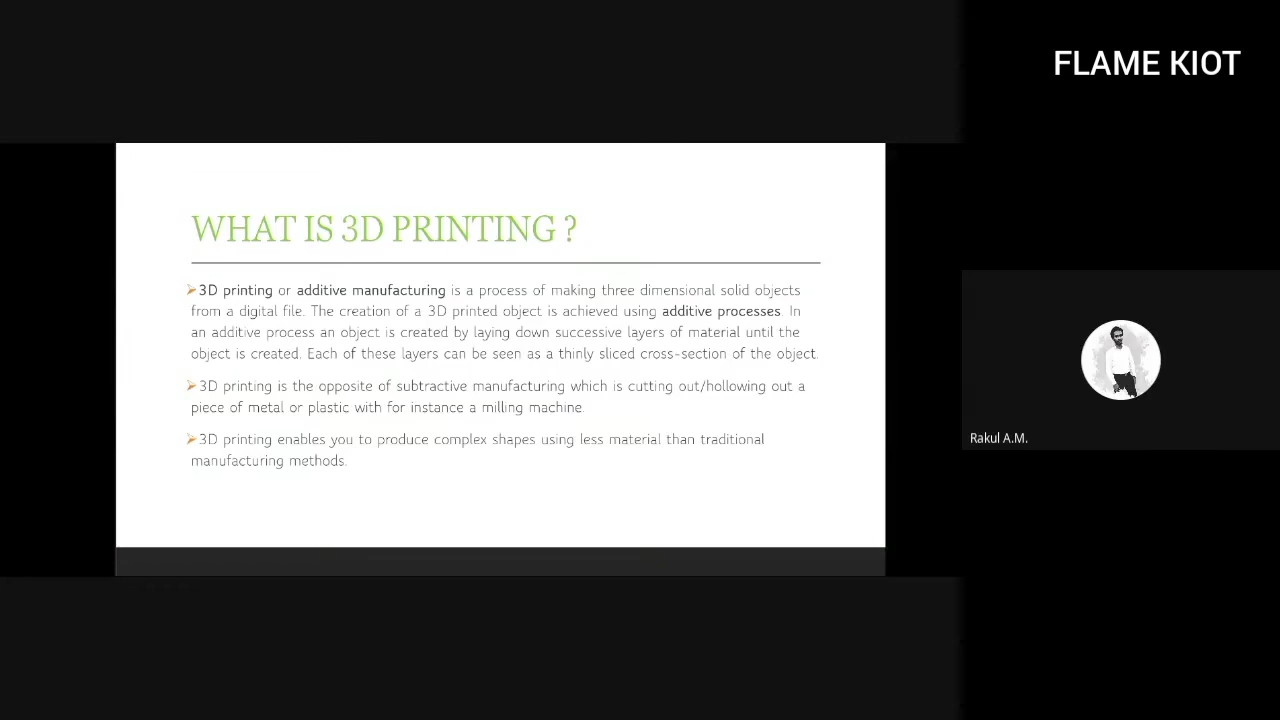 FLAME KIOT
WHAT IS 3D PRINTING ?
➢3D printing or additive manufacturing is a process of making three dimensional solid objects
from a digital file. The creation of a 3D printed object is achieved using additive processes. In
an additive process an object is created by laying down successive layers of material until the
object is created. Each of these layers can be seen as a thinly sliced cross-section of the object.
➢3D printing is the opposite of subtractive manufacturing which is cutting out/hollowing out a
piece of metal or plastic with for instance a milling machine.
➢3D printing enables you to produce complex shapes using less material than traditional
manufacturing methods.
Rakul A.M.